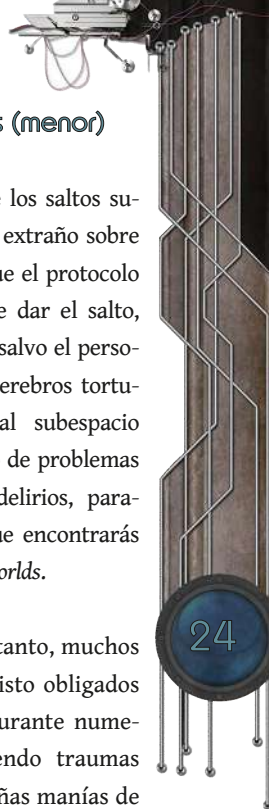 s (menor)
e los saltos su-
extraño sobre
ue el protocolo
e dar el salto,
salvo el perso-
erebros tortu-
al subespacio
de problemas
delirios, para-
ue encontrarás
orlds.
tanto, muchos
isto obligados
urante nume-
endo traumas
ñas manías de
24